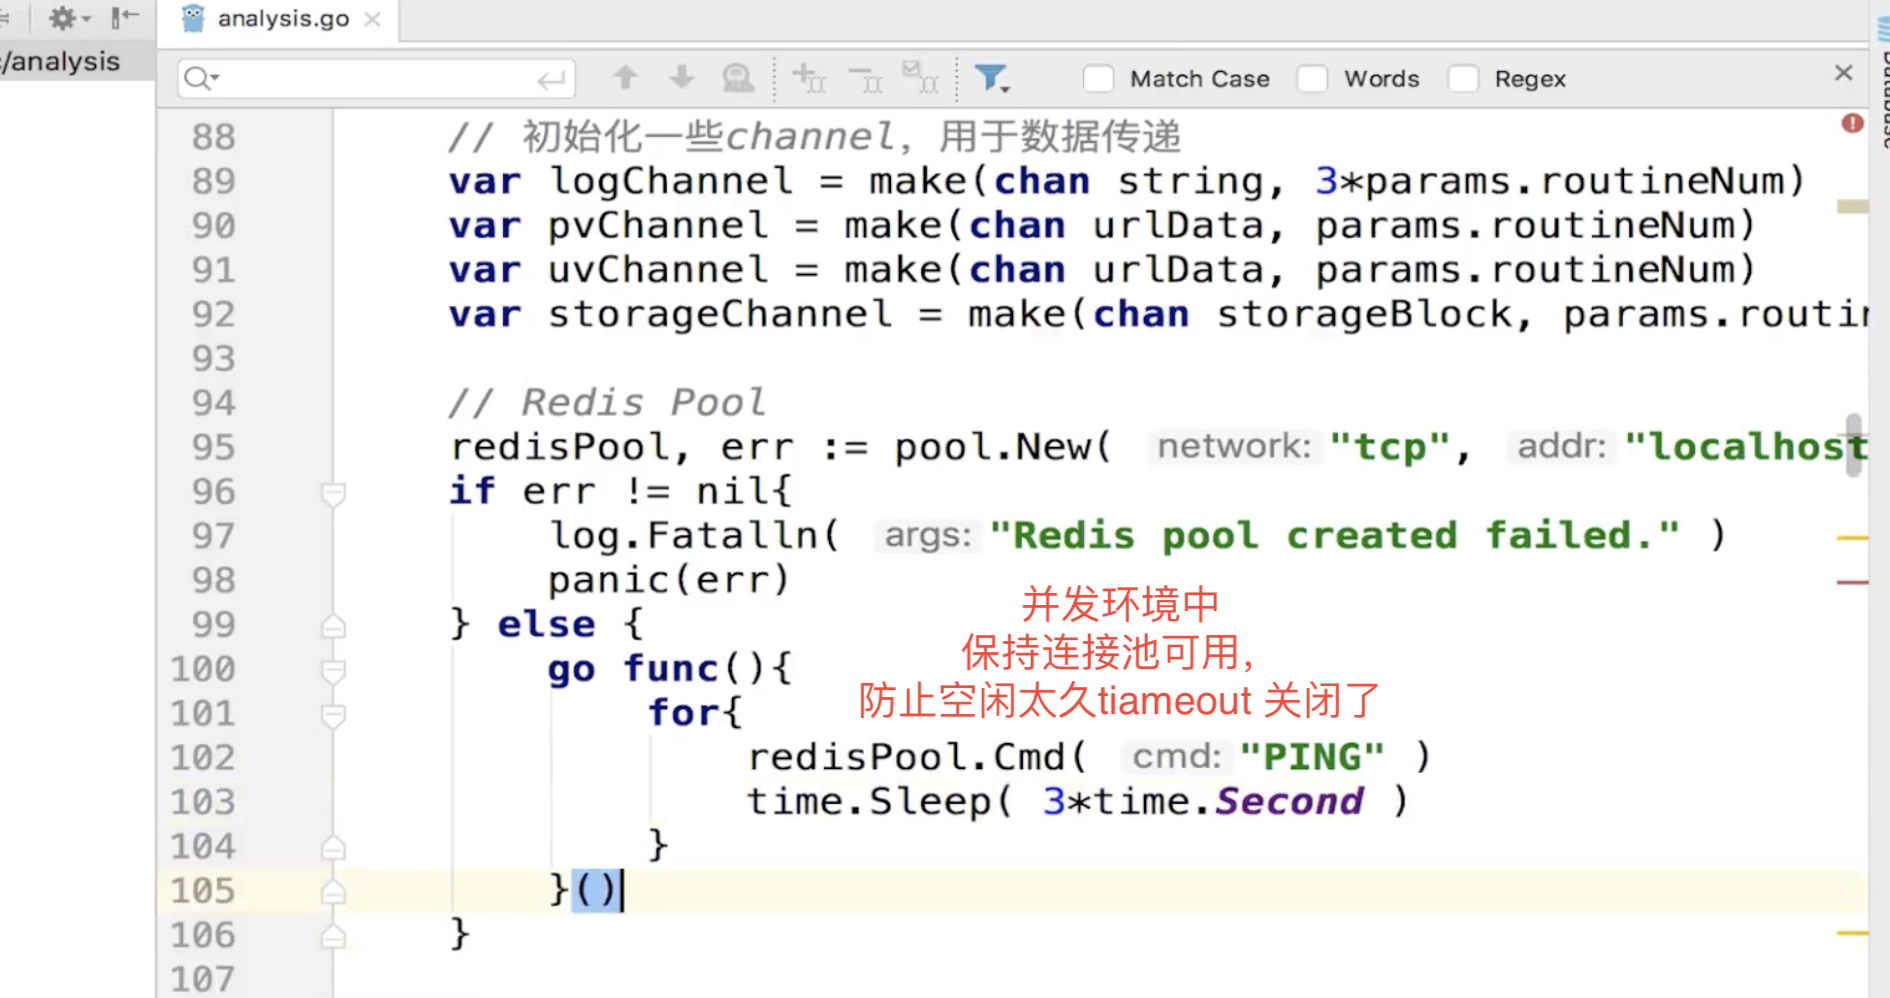 analysis.go
/analysis
Match Case
Words
Regex
Database
88 // 初始化一些channel，用于数据传递
89 var logChannel = make(chan string, 3*params.routineNum)
90 var pvChannel = make(chan urlData, params.routineNum)
91 var uvChannel = make(chan urlData, params.routineNum)
92 var storageChannel = make(chan storageBlock, params.routin
93
94 // Redis Pool
95 redisPool, err := pool.New( network: "tcp", addr: "localhost
96 if err != nil{
97 log.Fatalln( args: "Redis pool created failed." )
98 panic(err)
并发环境中
99 } else {
保持连接池可用，
100 go func(){
防止空闲太久tiameout 关闭了
101 for{
102 redisPool.Cmd( cmd: "PING" )
103 time.Sleep( 3*time.Second )
104 }
105 }()
106 }
107